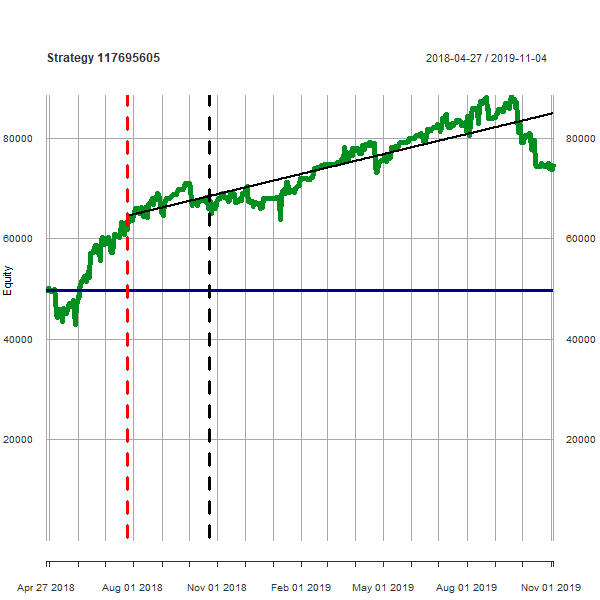 Strategy 117695605 2018-04-27 / 2019-11-04
80000 80000
60000 60000
Equity
40000 40000
20000 20000
Apr 27 2018 Aug 01 2018 Nov 01 2018 Feb 01 2019 May 01 2019 Aug 01 2019 Nov 01 2019